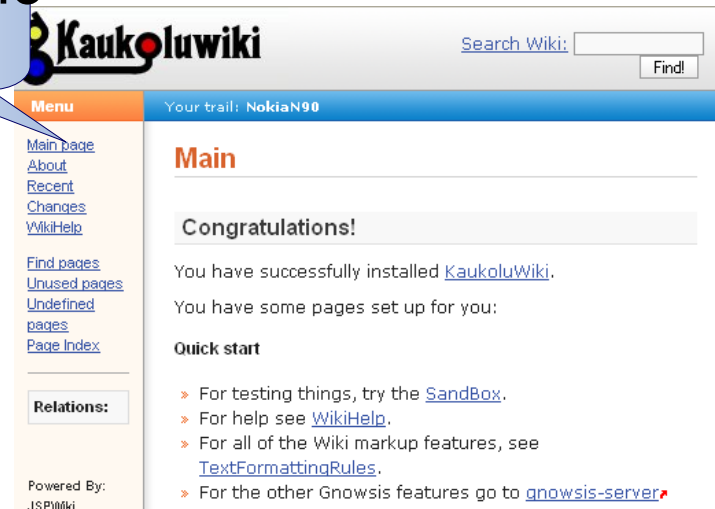 Kaukoluwiki
Search Wiki:
Find!
Menu
Your trail: NokiaN90
Main page
About
Recent
Changes
WikiHelp
Find pages
Unused pages
Undefined
pages
Page Index
Relations:
Powered By:
JSPWiki
Main
Congratulations!
You have successfully installed KaukoluWiki.
You have some pages set up for you:
Quick start
» For testing things, try the SandBox.
» For help see WikiHelp.
» For all of the Wiki markup features, see
TextFormattingRules.
» For the other Gnowsis features go to gnowsis-server